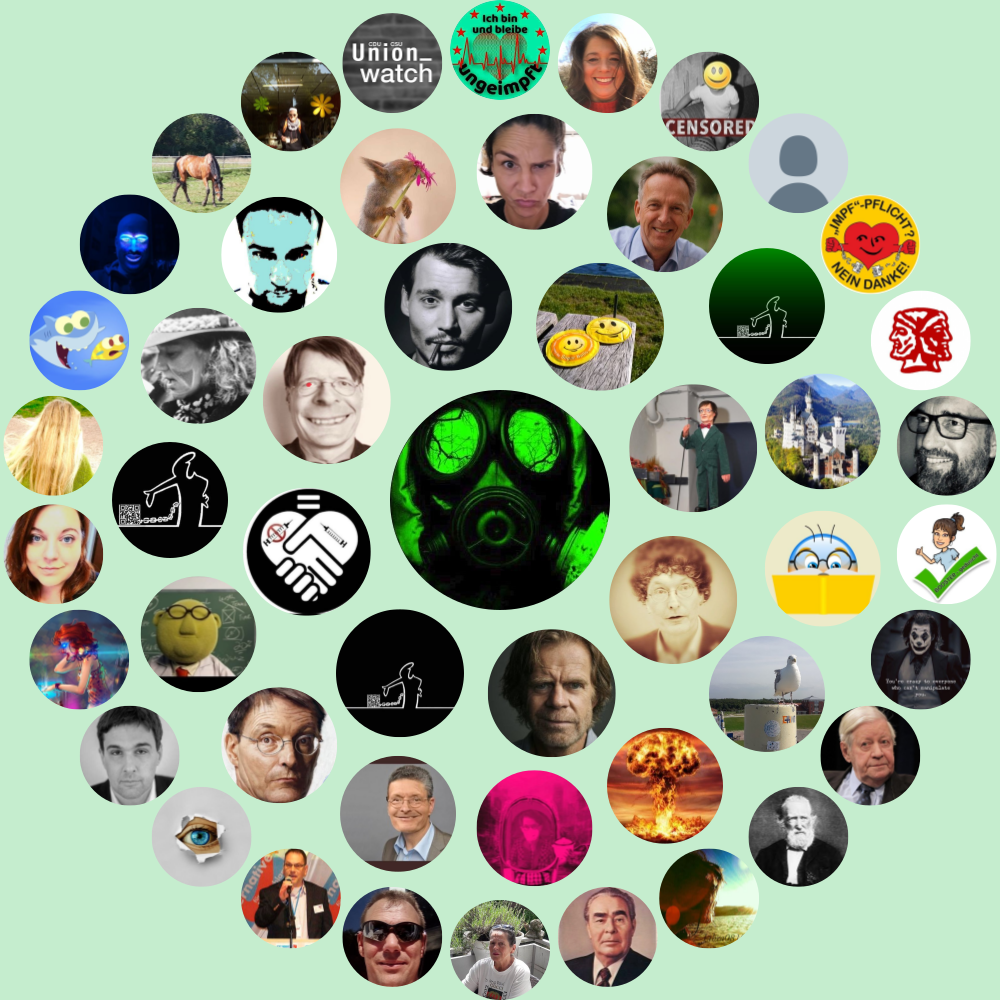 CDU CSU
Union_
watch
Ich bin
und bleibe
ungeimpft
CENSORED
„IMPF“-PFLICHT?
NEIN DANKE!
You're crazy to everyone
who can't manipulate
you.